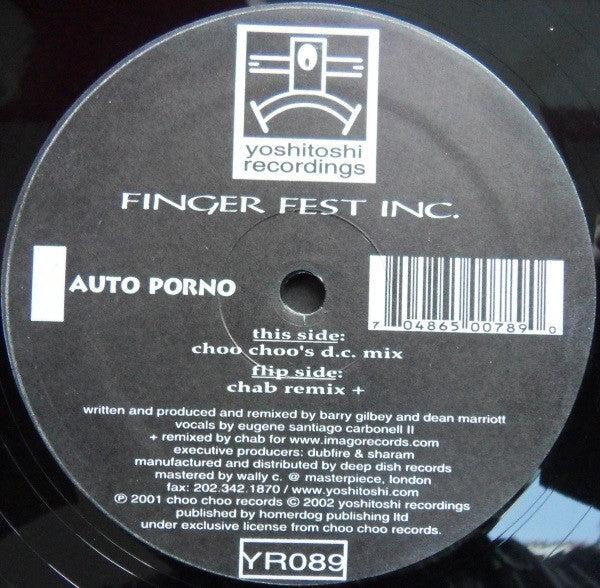 yoshitoshi
recordings
FINGER FEST INC.
AUTO PORNO
7 04865 00789 0
this side:
choo choo's d.c. mix
flip side:
chab remix +
written and produced and remixed by barry gilbey and dean marriott
vocals by eugene santiago carbonell II
+ remixed by chab for www.imagorecords.com
executive producers: dubfire & sharam
manufactured and distributed by deep dish records
mastered by wally c. @ masterpiece, london
fax: 202.342.1870 / www.yoshitoshi.com
℗ 2001 choo choo records © 2002 yoshitoshi recordings
published by homerdog publishing ltd
under exclusive license from choo choo records.
YR089